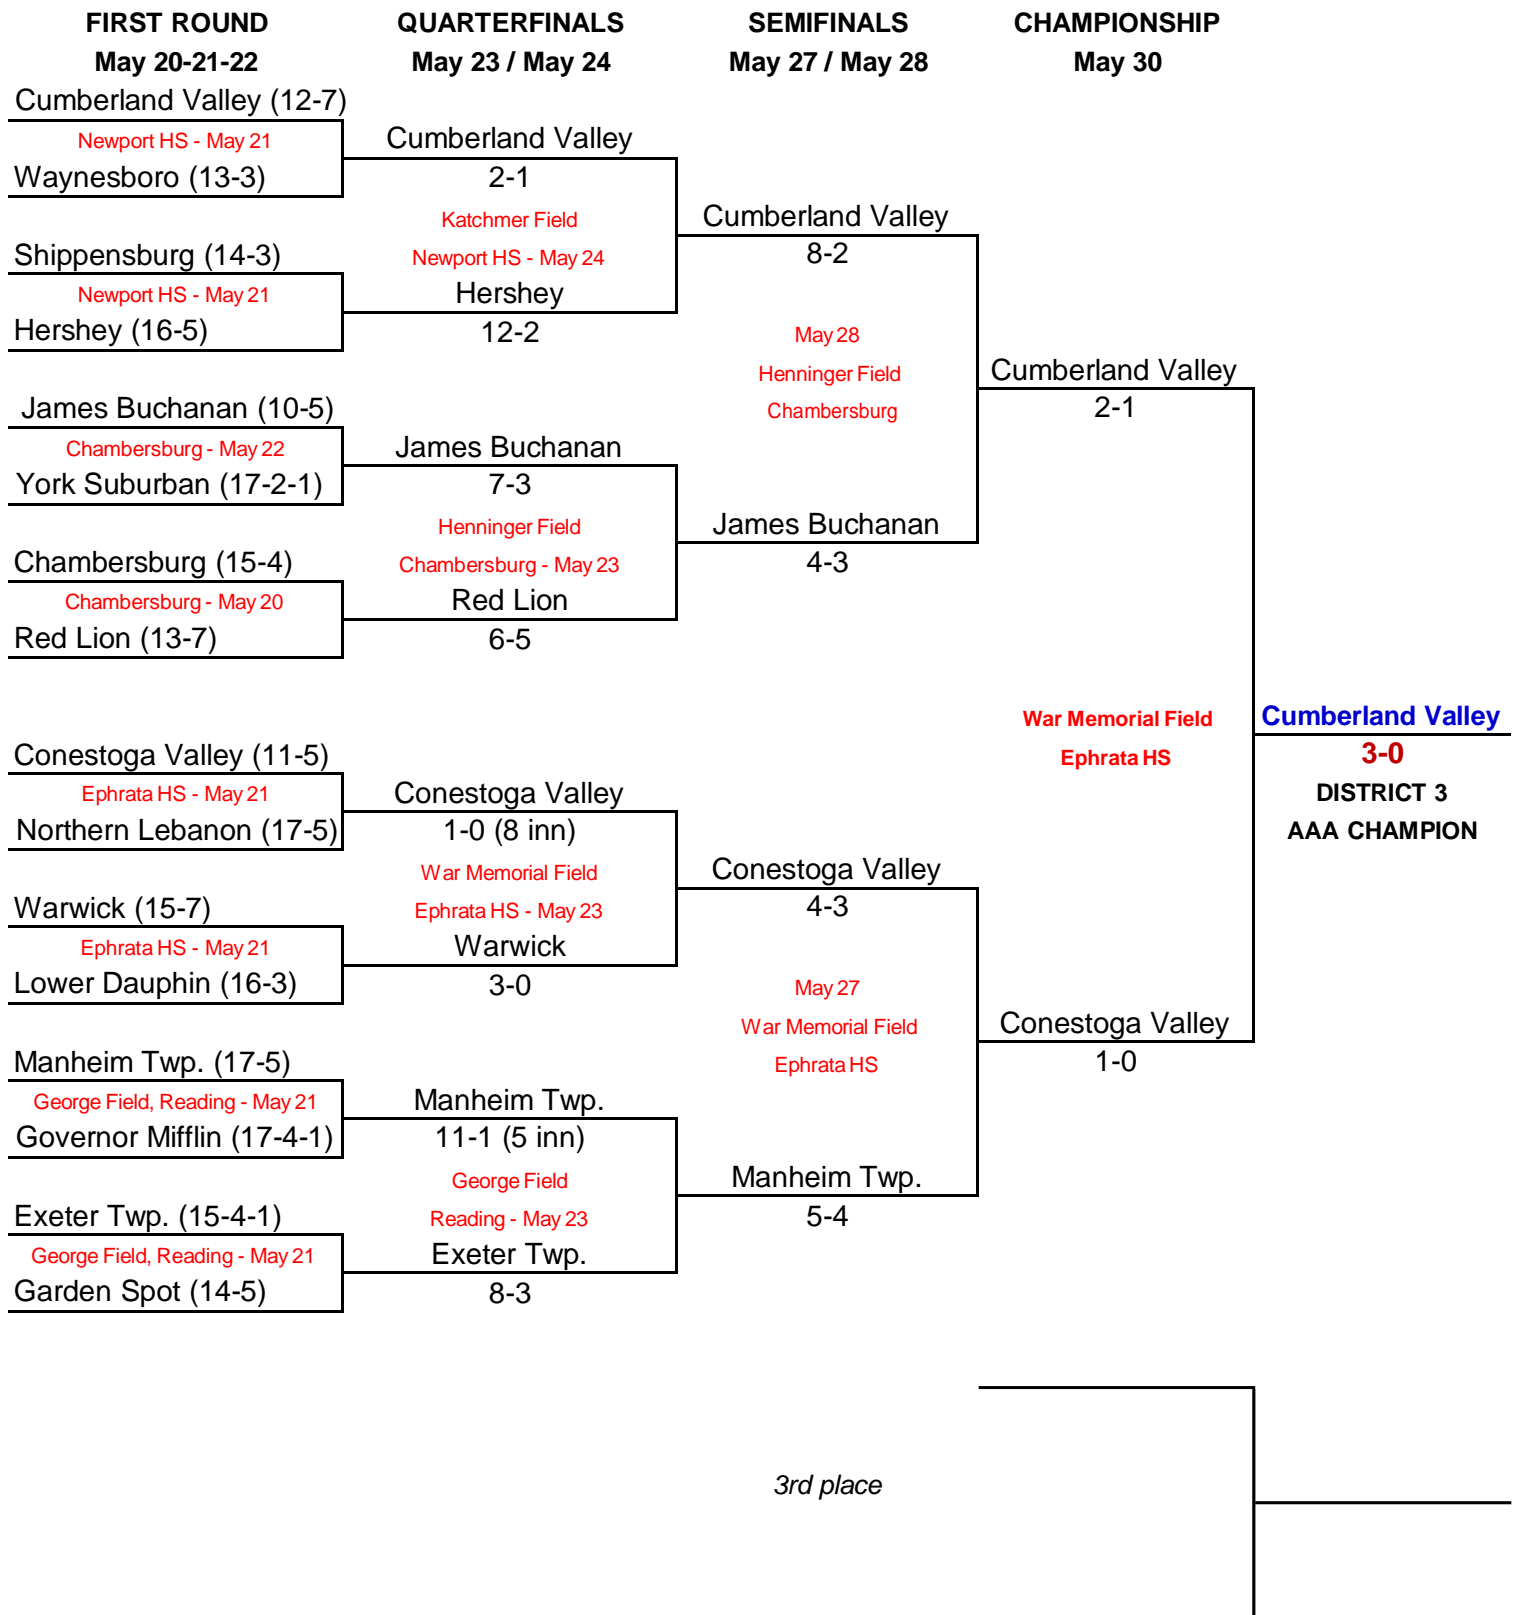 FIRST ROUND
May 20-21-22
QUARTERFINALS
May 23 / May 24
SEMIFINALS
May 27 / May 28
CHAMPIONSHIP
May 30
Cumberland Valley (12-7)
Newport HS - May 21
Waynesboro (13-3)
Shippensburg (14-3)
Newport HS - May 21
Hershey (16-5)
James Buchanan (10-5)
Chambersburg - May 22
York Suburban (17-2-1)
Chambersburg (15-4)
Chambersburg - May 20
Red Lion (13-7)
Conestoga Valley (11-5)
Ephrata HS - May 21
Northern Lebanon (17-5)
Warwick (15-7)
Ephrata HS - May 21
Lower Dauphin (16-3)
Manheim Twp. (17-5)
George Field, Reading - May 21
Governor Mifflin (17-4-1)
Exeter Twp. (15-4-1)
George Field, Reading - May 21
Garden Spot (14-5)
Cumberland Valley
2-1
Katchmer Field
Newport HS - May 24
Hershey
12-2
James Buchanan
7-3
Henninger Field
Chambersburg - May 23
Red Lion
6-5
Conestoga Valley
1-0 (8 inn)
War Memorial Field
Ephrata HS - May 23
Warwick
3-0
Manheim Twp.
11-1 (5 inn)
George Field
Reading - May 23
Exeter Twp.
8-3
Cumberland Valley
8-2
May 28
Henninger Field
Chambersburg
James Buchanan
4-3
Conestoga Valley
4-3
May 27
War Memorial Field
Ephrata HS
Manheim Twp.
5-4
Cumberland Valley
2-1
War Memorial Field
Ephrata HS
Conestoga Valley
1-0
Cumberland Valley
3-0
DISTRICT 3
AAA CHAMPION
3rd place